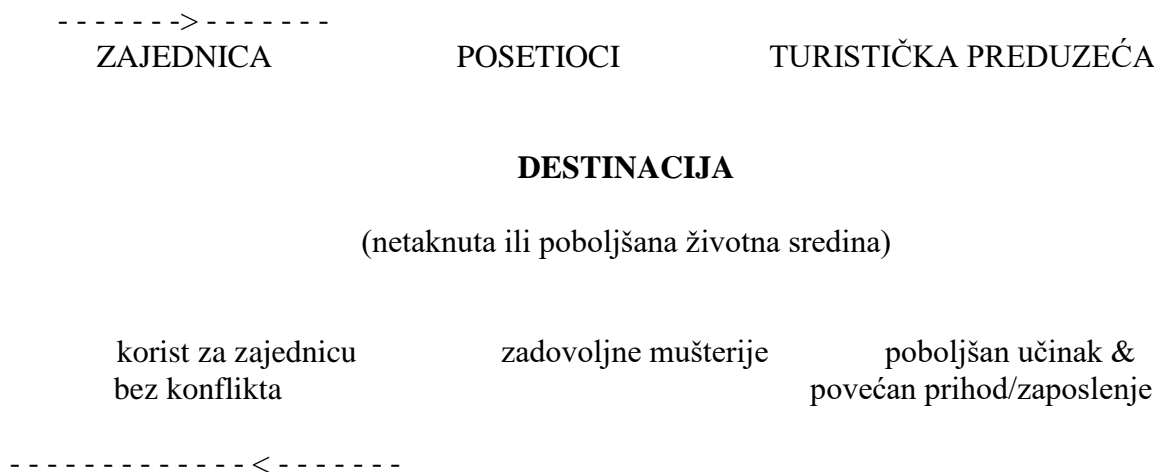 - - - - - - -> - - - - - - -
ZAJEDNICA POSETIOCI TURISTIČKA PREDUZEĆA
DESTINACIJA
(netaknuta ili poboljšana životna sredina)
korist za zajednicu zadovoljne mušterije poboljšan učinak &
bez konflikta povećan prihod/zaposlenje
- - - - - - - - - - - - - < - - - - - - -